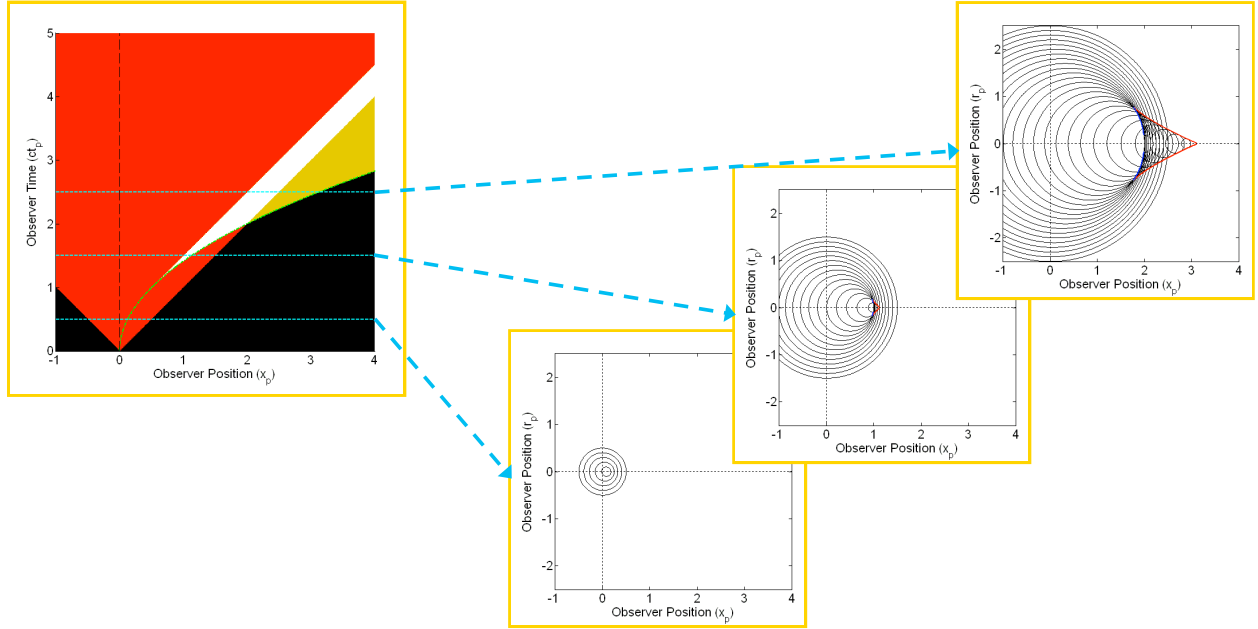 5
4
3
2
1
0
-1 0 1 2 3 4
Observer Time (ct_p)
Observer Position (x_p)
2
1
0
-1
-2
-1 0 1 2 3 4
Observer Position (r_p)
Observer Position (x_p)
2
1
0
-1
-2
-1 0 1 2 3 4
Observer Position (r_p)
Observer Position (x_p)
2
1
0
-1
-2
-1 0 1 2 3 4
Observer Position (r_p)
Observer Position (x_p)